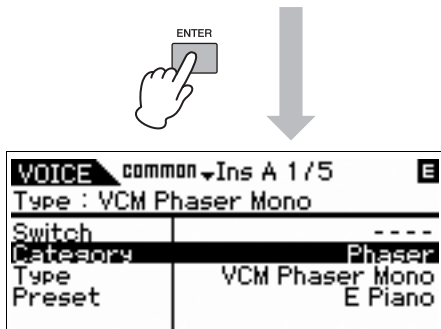 ENTER
VOICE common Ins A 1/5 E
Type : VCM Phaser Mono
Switch ----
Category Phaser
Type VCM Phaser Mono
Preset E Piano